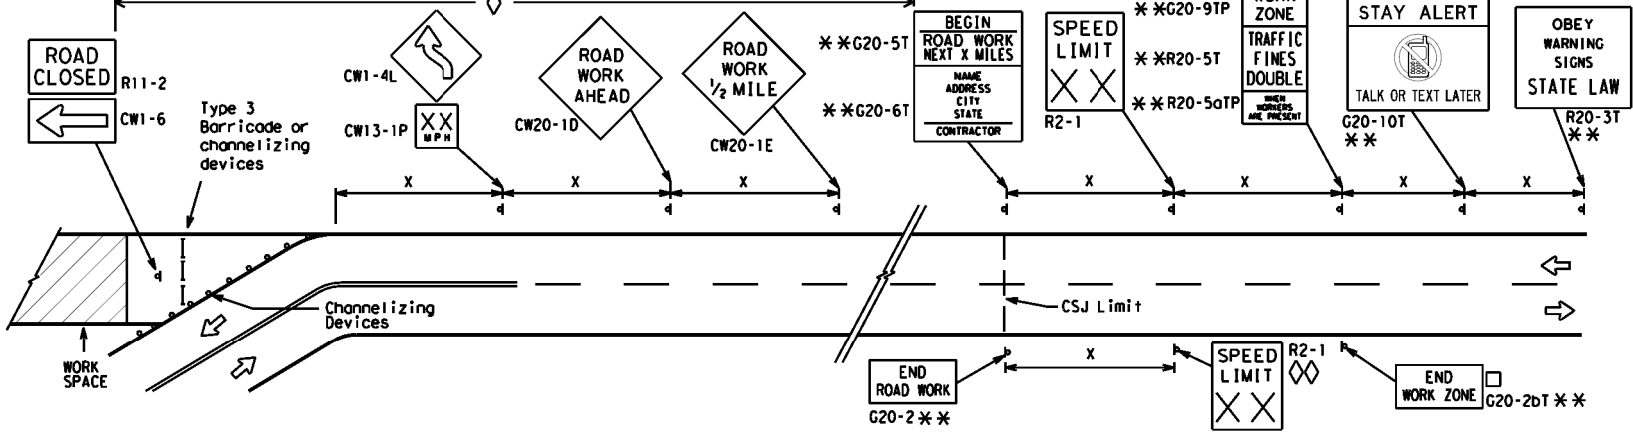 ROAD
CLOSED
R11-2
CW1-6
Type 3
Barricade or
channelizing
devices
CW1-4L
XX
MPH
CW13-1P
ROAD
WORK
AHEAD
CW20-1D
ROAD
WORK
1/2 MILE
CW20-1E
**G20-5T
**G20-6T
BEGIN
ROAD WORK
NEXT X MILES
NAME
ADDRESS
CITY
STATE
CONTRACTOR
SPEED
LIMIT
XX
R2-1
**G20-9TP
**R20-5T
**R20-5aTP
ZONE
TRAFFIC
FINES
DOUBLE
WHEN
WORKERS
ARE PRESENT
STAY ALERT
TALK OR TEXT LATER
G20-10T
**
OBEY
WARNING
SIGNS
STATE LAW
R20-3T
**
X X X X X X X
Channelizing
Devices
CSJ Limit
WORK
SPACE
END
ROAD WORK
G20-2 **
X
SPEED
LIMIT
XX
R2-1
END
WORK ZONE
G20-2bT **